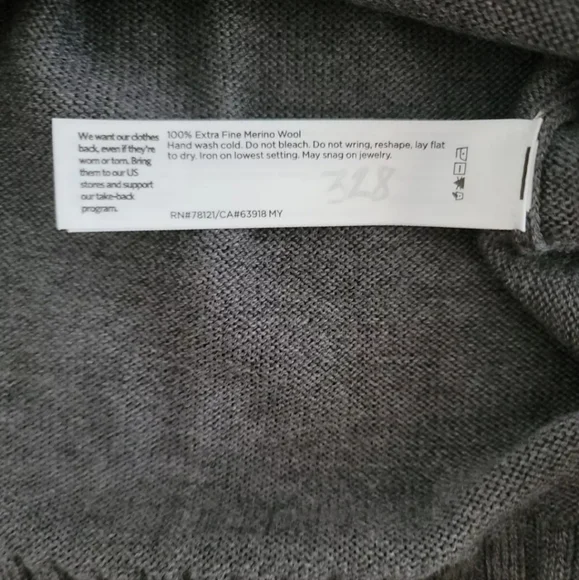 We want our clothes
back, even if they're
worn or torn. Bring
them to our US
stores and support
our take-back
program.
100% Extra Fine Merino Wool
Hand wash cold. Do not bleach. Do not wring, reshape, lay flat
to dry. Iron on lowest setting. May snag on jewelry.
328
RN#78121/CA#63918 MY